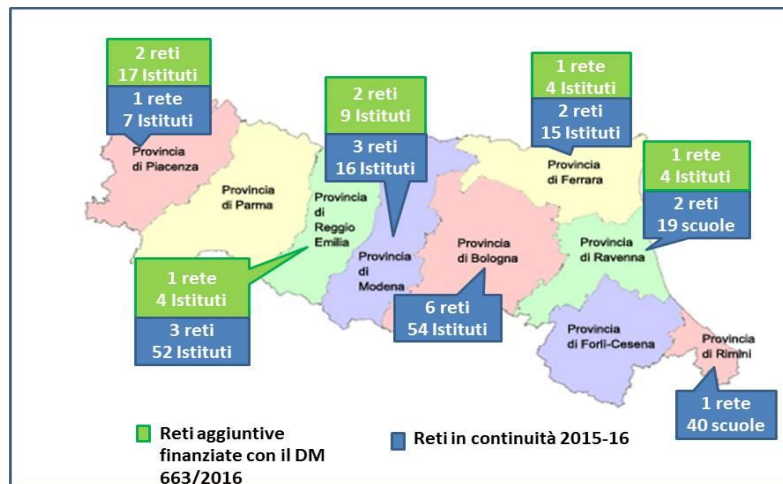 2 reti
17 Istituti
1 rete
7 Istituti
2 reti
9 Istituti
3 reti
16 Istituti
1 rete
4 Istituti
2 reti
15 Istituti
1 rete
4 Istituti
2 reti
19 scuole
Provincia
di Piacenza
Provincia
di Parma
Provincia
di
Reggio
Emilia
Provincia
di
Modena
Provincia
di Bologna
Provincia
di Ferrara
Provincia
di Ravenna
Provincia
di Forlì-Cesena
Provincia
di Rimini
1 rete
4 Istituti
3 reti
52 Istituti
6 reti
54 Istituti
1 rete
40 scuole
Reti aggiuntive
finanziate con il DM
663/2016
Reti in continuità 2015-16